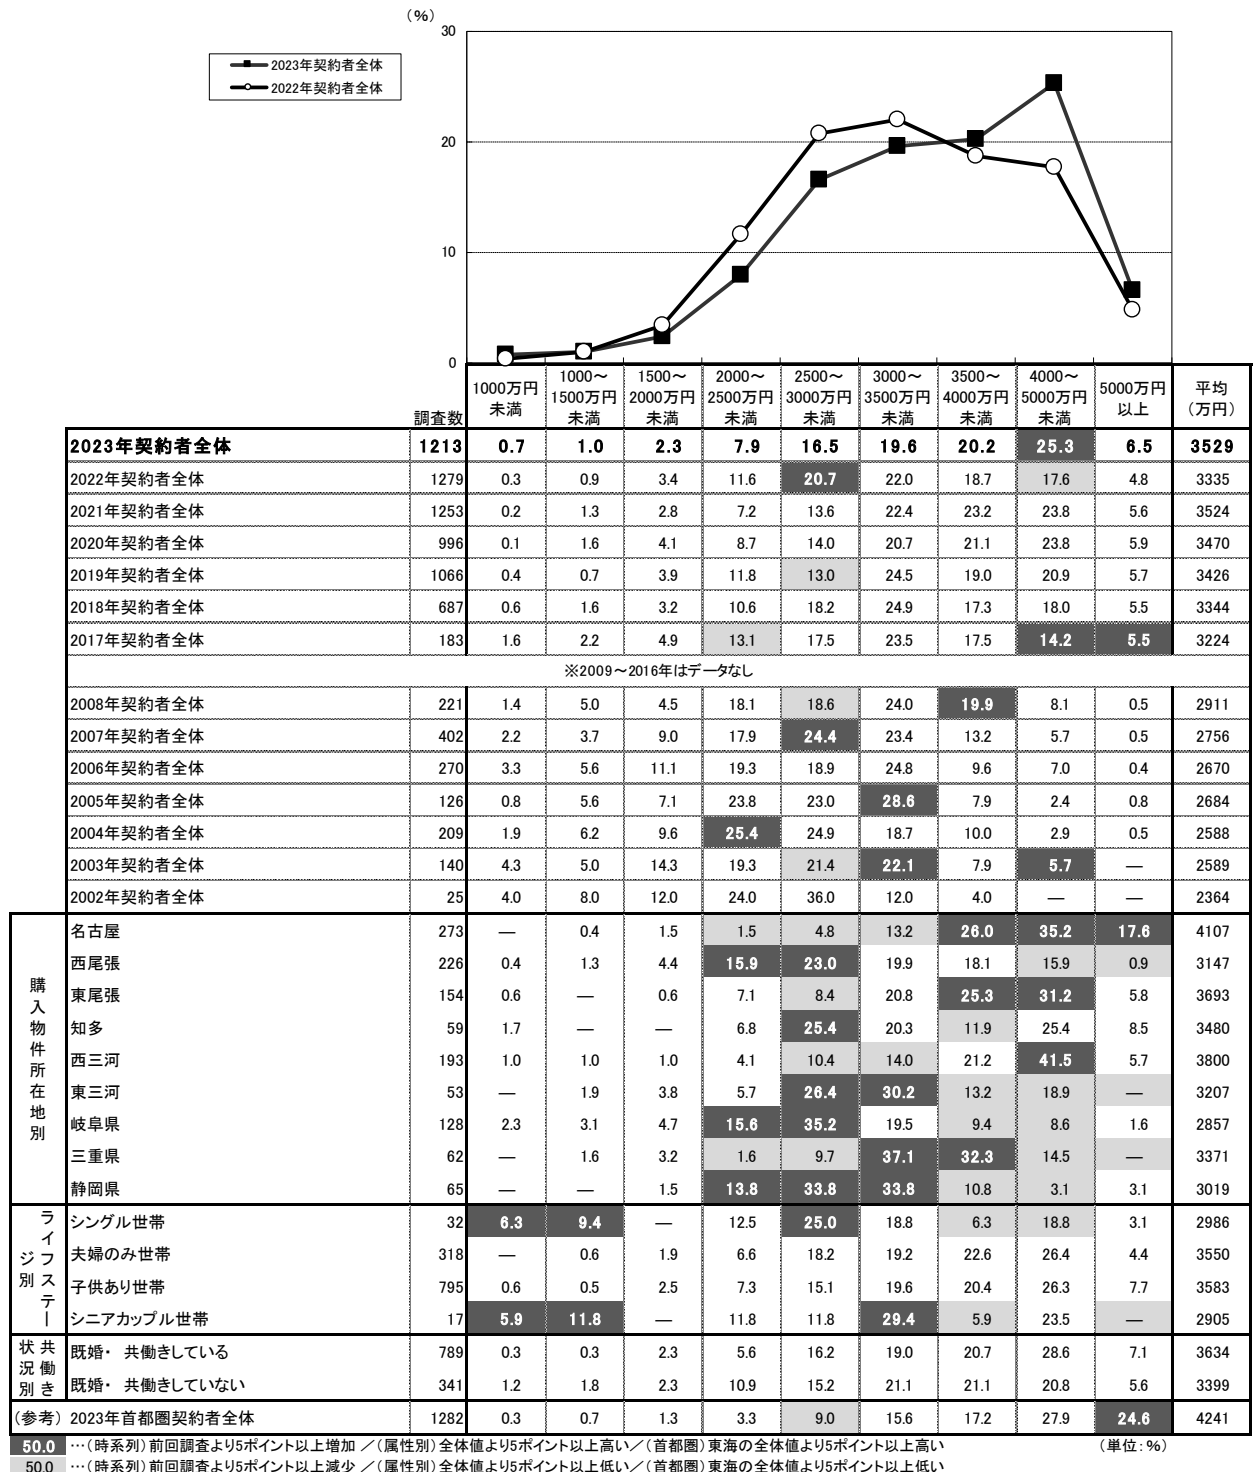 (%)
30
2023年契約者全体
2022年契約者全体
20
10
0
調査数 1000万円未満 1000～1500万円未満 1500～2000万円未満 2000～2500万円未満 2500～3000万円未満 3000～3500万円未満 3500～4000万円未満 4000～5000万円未満 5000万円以上 平均(万円)
2023年契約者全体 1213 0.7 1.0 2.3 7.9 16.5 19.6 20.2 25.3 6.5 3529
2022年契約者全体 1279 0.3 0.9 3.4 11.6 20.7 22.0 18.7 17.6 4.8 3335
2021年契約者全体 1253 0.2 1.3 2.8 7.2 13.6 22.4 23.2 23.8 5.6 3524
2020年契約者全体 996 0.1 1.6 4.1 8.7 14.0 20.7 21.1 23.8 5.9 3470
2019年契約者全体 1066 0.4 0.7 3.9 11.8 13.0 24.5 19.0 20.9 5.7 3426
2018年契約者全体 687 0.6 1.6 3.2 10.6 18.2 24.9 17.3 18.0 5.5 3344
2017年契約者全体 183 1.6 2.2 4.9 13.1 17.5 23.5 17.5 14.2 5.5 3224
※2009～2016年はデータなし
2008年契約者全体 221 1.4 5.0 4.5 18.1 18.6 24.0 19.9 8.1 0.5 2911
2007年契約者全体 402 2.2 3.7 9.0 17.9 24.4 23.4 13.2 5.7 0.5 2756
2006年契約者全体 270 3.3 5.6 11.1 19.3 18.9 24.8 9.6 7.0 0.4 2670
2005年契約者全体 126 0.8 5.6 7.1 23.8 23.0 28.6 7.9 2.4 0.8 2684
2004年契約者全体 209 1.9 6.2 9.6 25.4 24.9 18.7 10.0 2.9 0.5 2588
2003年契約者全体 140 4.3 5.0 14.3 19.3 21.4 22.1 7.9 5.7 ― 2589
2002年契約者全体 25 4.0 8.0 12.0 24.0 36.0 12.0 4.0 ― ― 2364
購入物件所在地別
名古屋 273 ― 0.4 1.5 1.5 4.8 13.2 26.0 35.2 17.6 4107
西尾張 226 0.4 1.3 4.4 15.9 23.0 19.9 18.1 15.9 0.9 3147
東尾張 154 0.6 ― 0.6 7.1 8.4 20.8 25.3 31.2 5.8 3693
知多 59 1.7 ― ― 6.8 25.4 20.3 11.9 25.4 8.5 3480
西三河 193 1.0 1.0 1.0 4.1 10.4 14.0 21.2 41.5 5.7 3800
東三河 53 ― 1.9 3.8 5.7 26.4 30.2 13.2 18.9 ― 3207
岐阜県 128 2.3 3.1 4.7 15.6 35.2 19.5 9.4 8.6 1.6 2857
三重県 62 ― 1.6 3.2 1.6 9.7 37.1 32.3 14.5 ― 3371
静岡県 65 ― ― 1.5 13.8 33.8 33.8 10.8 3.1 3.1 3019
ライフステージ別
シングル世帯 32 6.3 9.4 ― 12.5 25.0 18.8 6.3 18.8 3.1 2986
夫婦のみ世帯 318 ― 0.6 1.9 6.6 18.2 19.2 22.6 26.4 4.4 3550
子供あり世帯 795 0.6 0.5 2.5 7.3 15.1 19.6 20.4 26.3 7.7 3583
シニアカップル世帯 17 5.9 11.8 ― 11.8 11.8 29.4 5.9 23.5 ― 2905
共働き状況別
既婚・ 共働きしている 789 0.3 0.3 2.3 5.6 16.2 19.0 20.7 28.6 7.1 3634
既婚・ 共働きしていない 341 1.2 1.8 2.3 10.9 15.2 21.1 21.1 20.8 5.6 3399
(参考) 2023年首都圏契約者全体 1282 0.3 0.7 1.3 3.3 9.0 15.6 17.2 27.9 24.6 4241
50.0 …(時系列)前回調査より5ポイント以上増加 ／(属性別)全体値より5ポイント以上高い／(首都圏)東海の全体値より5ポイント以上高い (単位:%)
50.0 …(時系列)前回調査より5ポイント以上減少 ／(属性別)全体値より5ポイント以上低い／(首都圏)東海の全体値より5ポイント以上低い